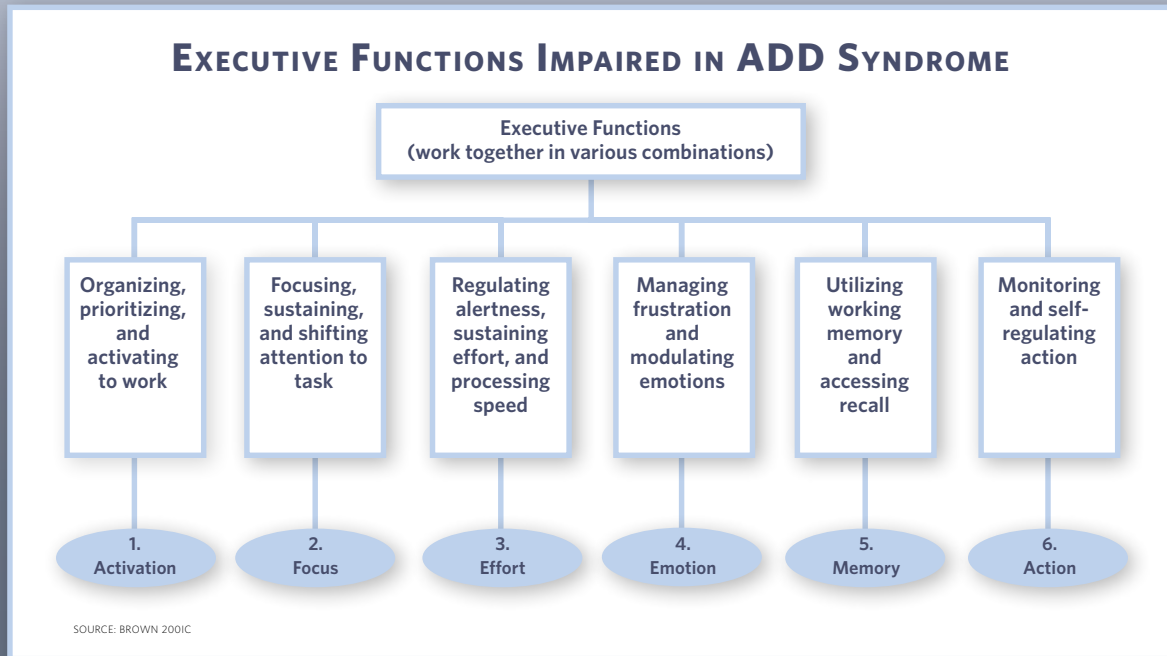 Executive Functions Impaired in ADD Syndrome
Executive Functions
(work together in various combinations)
Organizing,
prioritizing,
and
activating
to work
Focusing,
sustaining,
and shifting
attention to
task
Regulating
alertness,
sustaining
effort, and
processing
speed
Managing
frustration
and
modulating
emotions
Utilizing
working
memory
and
accessing
recall
Monitoring
and self-
regulating
action
1.
Activation
2.
Focus
3.
Effort
4.
Emotion
5.
Memory
6.
Action
SOURCE: BROWN 200IC